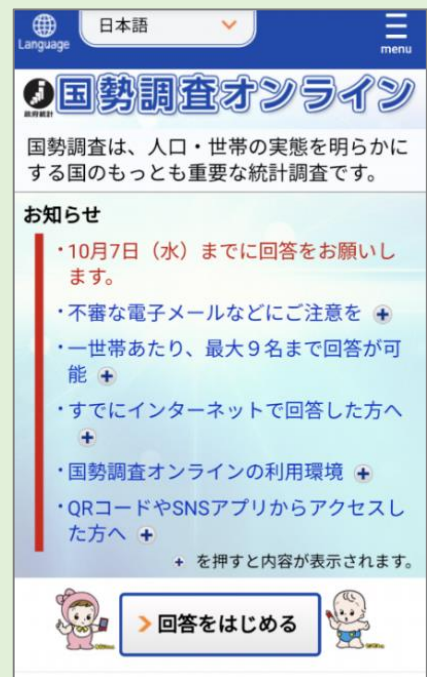 Language
日本語
menu
政府統計
国勢調査オンライン
国勢調査は、人口・世帯の実態を明らかに
する国のもっとも重要な統計調査です。
お知らせ
・10月7日（水）までに回答をお願いし
ます。
・不審な電子メールなどにご注意を
・一世帯あたり、最大９名まで回答が可
能
・すでにインターネットで回答した方へ
・国勢調査オンラインの利用環境
・QRコードやSNSアプリからアクセスし
た方へ
+ を押すと内容が表示されます。
回答をはじめる